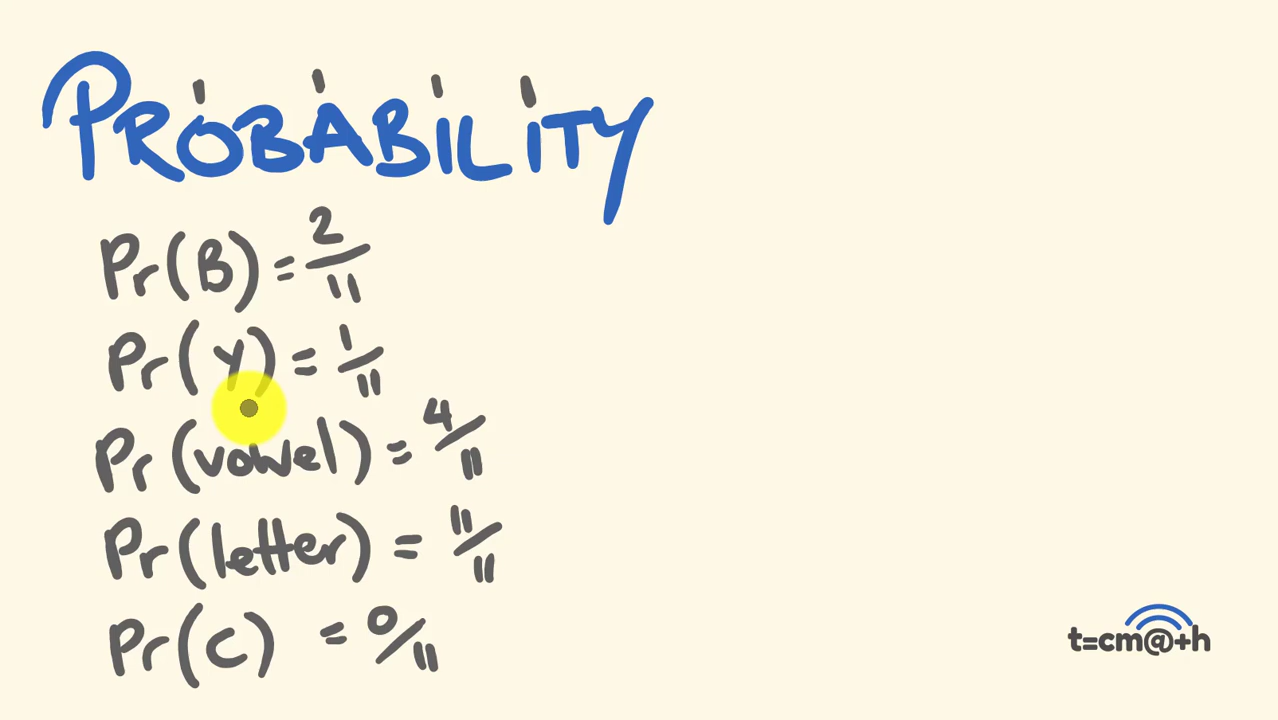 PROBABILITY
Pr(B) = 2/11
Pr(Y) = 1/11
Pr(vowel) = 4/11
Pr(letter) = 11/11
Pr(C) = 0/11
t=cm@+h